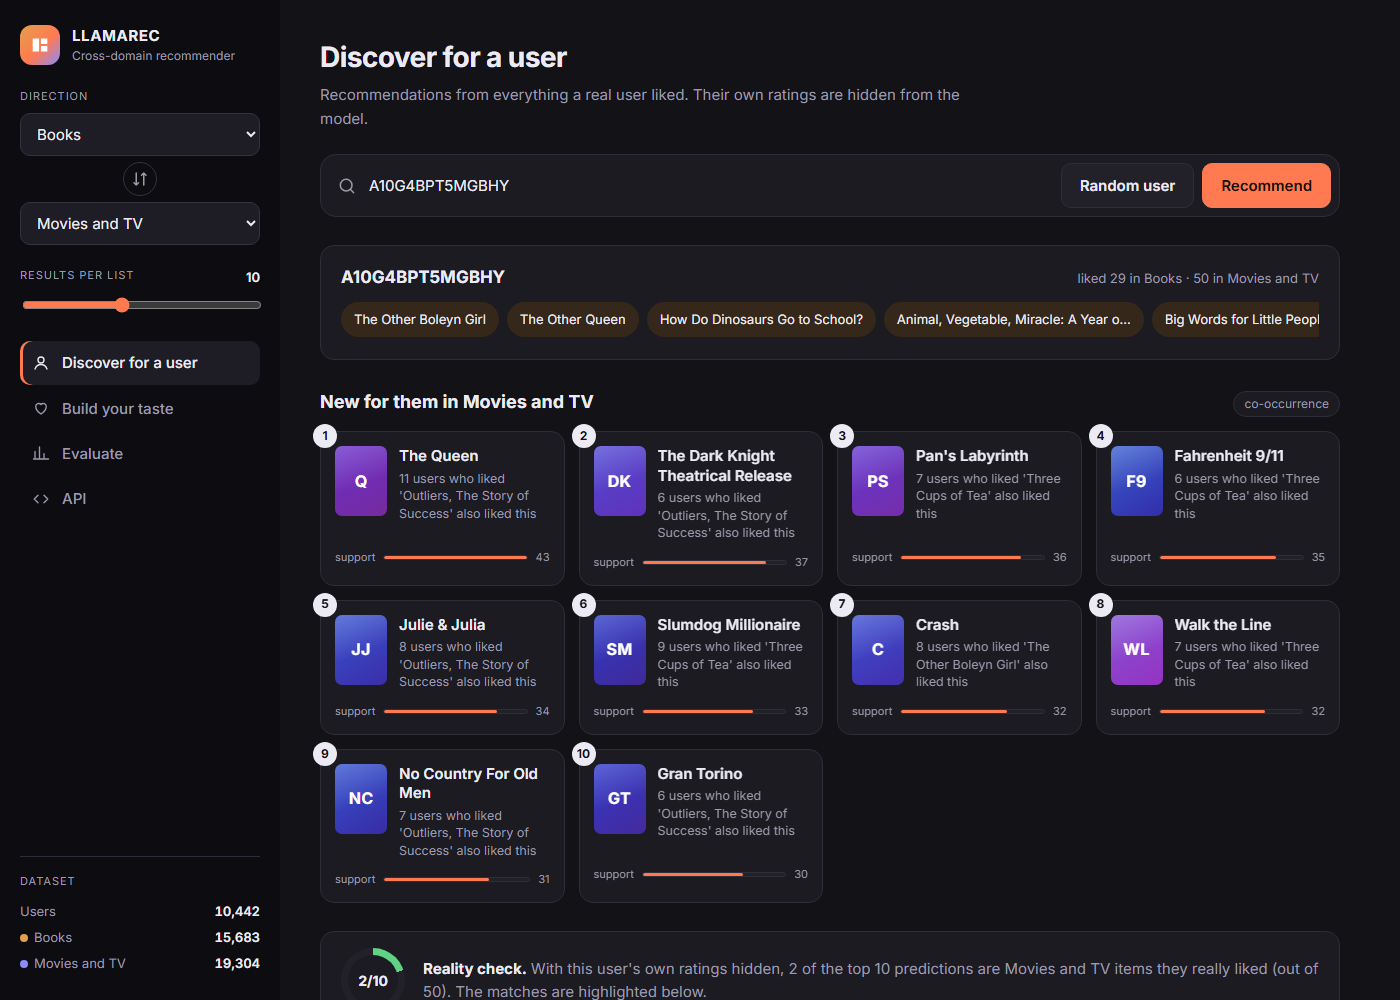 LLAMAREC
Cross-domain recommender
DIRECTION
Books
Movies and TV
RESULTS PER LIST 10
Discover for a user
Build your taste
Evaluate
API
DATASET
Users 10,442
Books 15,683
Movies and TV 19,304
Discover for a user
Recommendations from everything a real user liked. Their own ratings are hidden from the
model.
A10G4BPT5MGBHY Random user Recommend
A10G4BPT5MGBHY liked 29 in Books · 50 in Movies and TV
The Other Boleyn Girl The Other Queen How Do Dinosaurs Go to School? Animal, Vegetable, Miracle: A Year o... Big Words for Little Peopl
New for them in Movies and TV co-occurrence
1
Q
The Queen
11 users who liked
'Outliers, The Story of
Success' also liked this
support 43
2
DK
The Dark Knight
Theatrical Release
6 users who liked
'Outliers, The Story of
Success' also liked this
support 37
3
PS
Pan's Labyrinth
7 users who liked 'Three
Cups of Tea' also liked
this
support 36
4
F9
Fahrenheit 9/11
6 users who liked 'Three
Cups of Tea' also liked
this
support 35
5
JJ
Julie & Julia
8 users who liked
'Outliers, The Story of
Success' also liked this
support 34
6
SM
Slumdog Millionaire
9 users who liked 'Three
Cups of Tea' also liked
this
support 33
7
C
Crash
8 users who liked 'The
Other Boleyn Girl' also
liked this
support 32
8
WL
Walk the Line
7 users who liked 'Three
Cups of Tea' also liked
this
support 32
9
NC
No Country For Old
Men
7 users who liked
'Outliers, The Story of
Success' also liked this
support 31
10
GT
Gran Torino
6 users who liked
'Outliers, The Story of
Success' also liked this
support 30
2/10
Reality check. With this user's own ratings hidden, 2 of the top 10 predictions are Movies and TV items they really liked (out of
50). The matches are highlighted below.